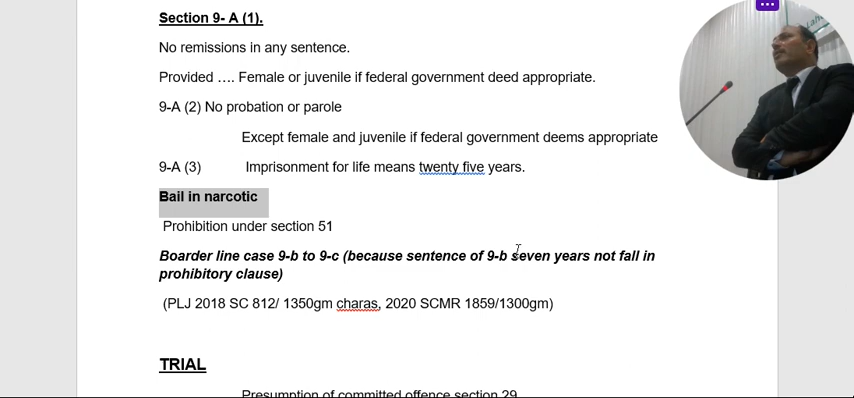 Section 9- A (1).
No remissions in any sentence.
Provided …. Female or juvenile if federal government deed appropriate.
9-A (2) No probation or parole
Except female and juvenile if federal government deems appropriate
9-A (3) Imprisonment for life means twenty five years.
Bail in narcotic
Prohibition under section 51
Boarder line case 9-b to 9-c (because sentence of 9-b seven years not fall in
prohibitory clause)
(PLJ 2018 SC 812/ 1350gm charas, 2020 SCMR 1859/1300gm)
TRIAL
Presumption of committed offence section 29